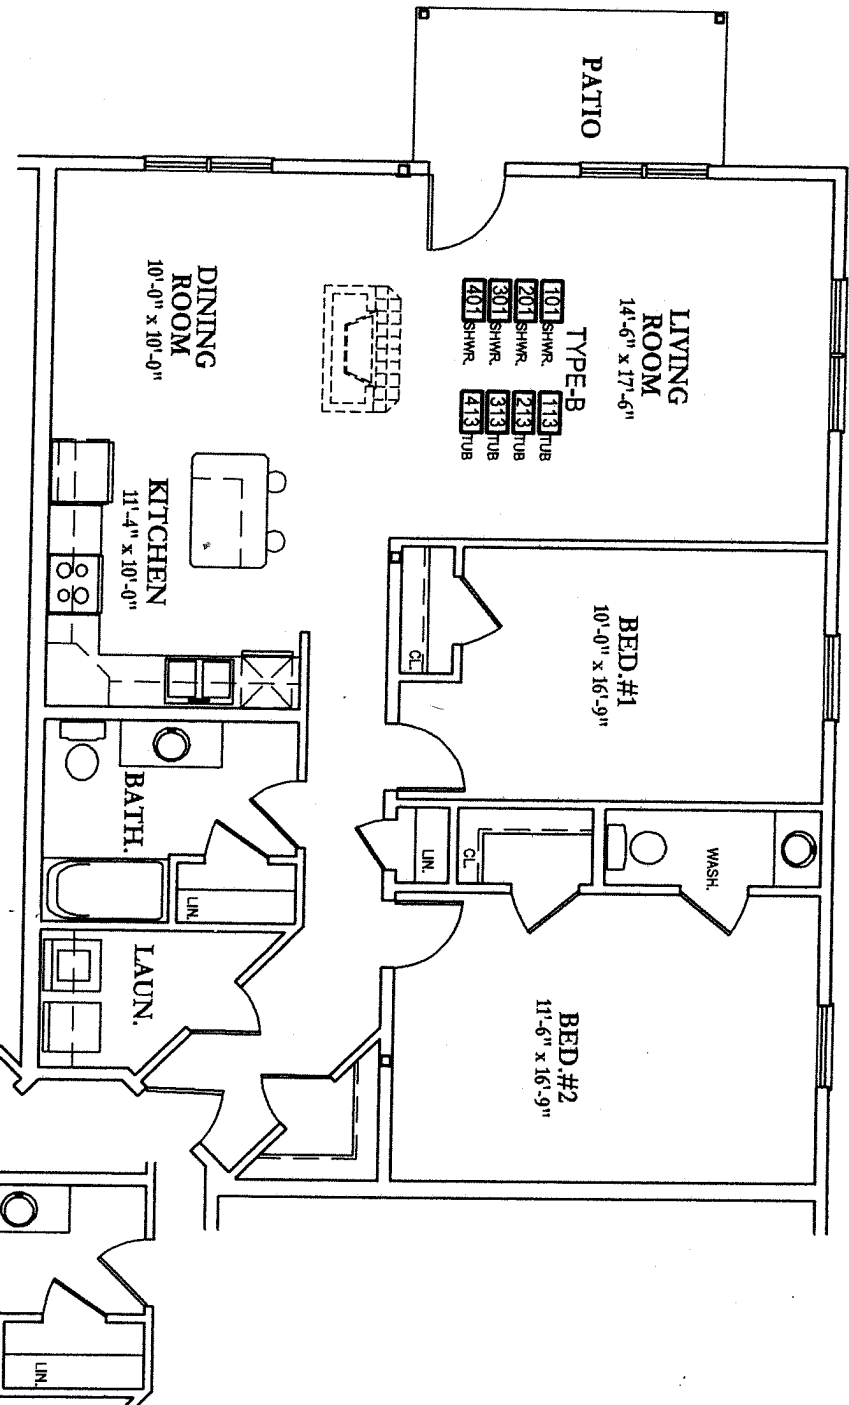 PATIO
LIVING
ROOM
14'-6" x 17'-6"
TYPE-B
101 SHWR.
201 SHWR.
301 SHWR.
401 SHWR.
113 TUB
213 TUB
313 TUB
413 TUB
DINING
ROOM
10'-0" x 10'-0"
KITCHEN
11'-4" x 10'-0"
BED.#1
10'-0" x 16'-9"
CL.
BATH.
LIN.
LIN.
CL.
WASH.
LAUN.
BED.#2
11'-6" x 16'-9"
LIN.